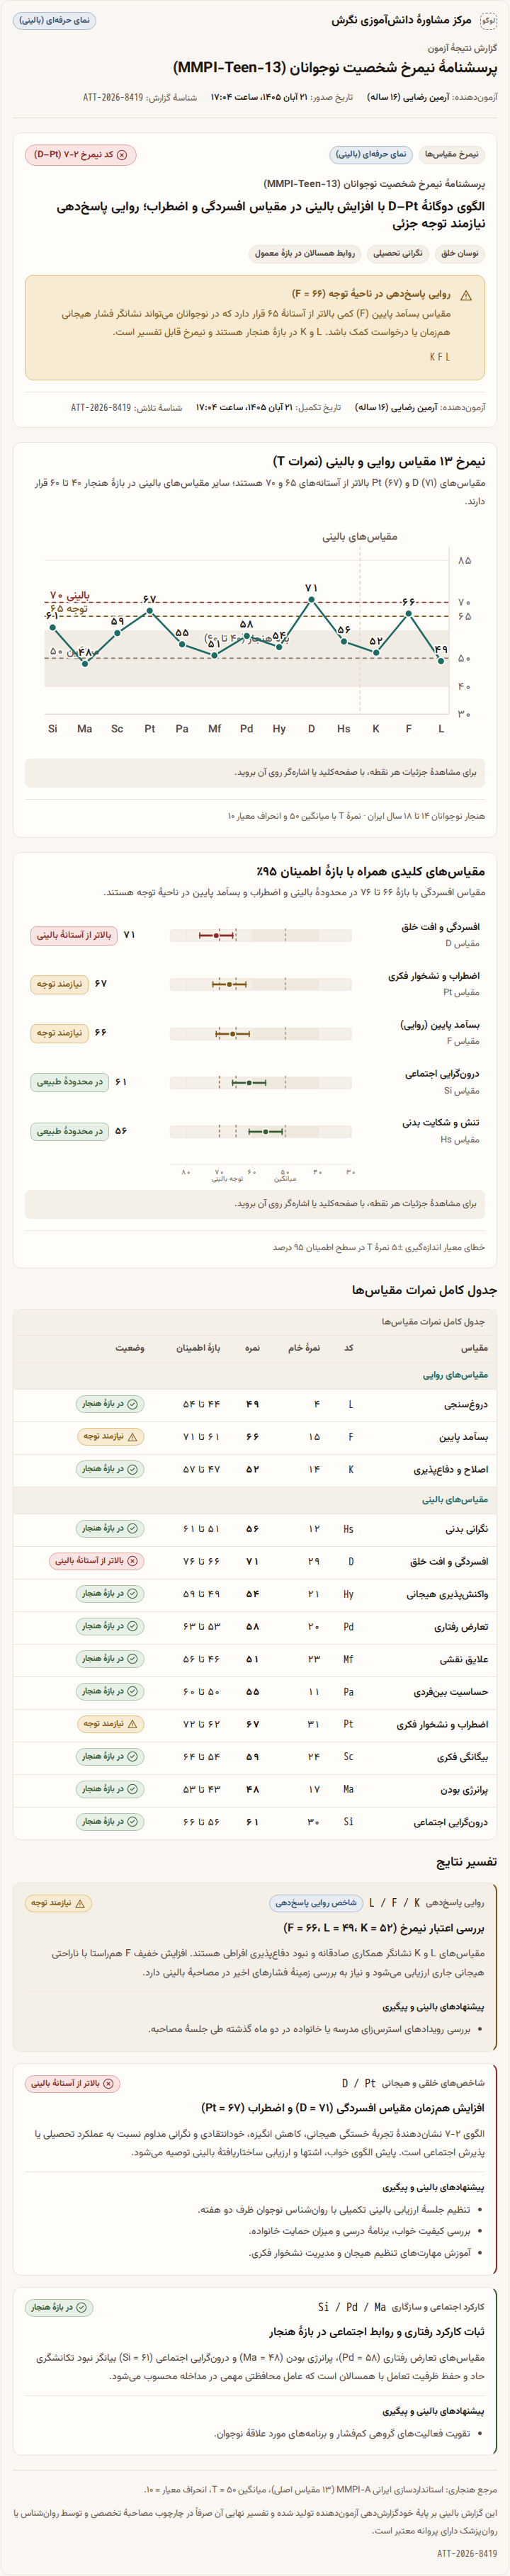 لوگو
مرکز مشاورهٔ دانش‌آموزی نگرش
نمای حرفه‌ای (بالینی)
گزارش نتیجهٔ آزمون
پرسشنامهٔ نیمرخ شخصیت نوجوانان (MMPI-Teen-13)
آزمون‌دهنده: آرمین رضایی (۱۶ ساله) تاریخ صدور: ۲۱ آبان ۱۴۰۵، ساعت ۱۷:۰۴ شناسهٔ گزارش: ATT-2026-8419
نیمرخ مقیاس‌ها نمای حرفه‌ای (بالینی) کد نیمرخ ۲-۷ (D–Pt)
پرسشنامهٔ نیمرخ شخصیت نوجوانان (MMPI-Teen-13)
الگوی دوگانهٔ D–Pt با افزایش بالینی در مقیاس افسردگی و اضطراب؛ روایی پاسخ‌دهی
نیازمند توجه جزئی
نوسان خلق نگرانی تحصیلی روابط همسالان در بازهٔ معمول
روایی پاسخ‌دهی در ناحیهٔ توجه (F = ۶۶)
مقیاس بسآمد پایین (F) کمی بالاتر از آستانهٔ ۶۵ قرار دارد که در نوجوانان می‌تواند نشانگر فشار هیجانی
هم‌زمان یا درخواست کمک باشد. L و K در بازهٔ هنجار هستند و نیمرخ قابل تفسیر است.
K F L
آزمون‌دهنده: آرمین رضایی (۱۶ ساله) تاریخ تکمیل: ۲۱ آبان ۱۴۰۵، ساعت ۱۷:۰۴ شناسهٔ تلاش: ATT-2026-8419
نیمرخ ۱۳ مقیاس روایی و بالینی (نمرات T)
مقیاس‌های D (۷۱) و Pt (۶۷) بالاتر از آستانه‌های ۶۵ و ۷۰ هستند؛ سایر مقیاس‌های بالینی در بازهٔ هنجار ۴۰ تا ۶۰ قرار
دارند.
مقیاس‌های بالینی
۸۵
بالینی ۷۰
۷۰
توجه ۶۵
۶۵
۵۰
۴۰
۳۰
۶۱ ۴۸ ۵۹ ۶۷ ۵۵ ۵۱ ۵۸ ۵۴ ۷۱ ۵۶ ۵۲ ۶۶ ۴۹
Si Ma Sc Pt Pa Mf Pd Hy D Hs K F L
برای مشاهدهٔ جزئیات هر نقطه، با صفحه‌کلید یا اشاره‌گر روی آن بروید.
هنجار نوجوانان ۱۴ تا ۱۸ سال ایران · نمرهٔ T با میانگین ۵۰ و انحراف معیار ۱۰
مقیاس‌های کلیدی همراه با بازهٔ اطمینان ۹۵٪
مقیاس افسردگی با بازهٔ ۶۶ تا ۷۶ در محدودهٔ بالینی و اضطراب و بسآمد پایین در ناحیهٔ توجه هستند.
افسردگی و افت خلق
مقیاس D
۷۱ بالاتر از آستانهٔ بالینی
اضطراب و نشخوار فکری
مقیاس Pt
۶۷ نیازمند توجه
بسآمد پایین (روایی)
مقیاس F
۶۶ نیازمند توجه
درون‌گرایی اجتماعی
مقیاس Si
۶۱ در محدودهٔ طبیعی
تنش و شکایت بدنی
مقیاس Hs
۵۶ در محدودهٔ طبیعی
۸۰ ۷۰ ۶۰ ۵۰ ۴۰ ۳۰
میانگین توجه بالینی
برای مشاهدهٔ جزئیات هر نقطه، با صفحه‌کلید یا اشاره‌گر روی آن بروید.
خطای معیار اندازه‌گیری ±۵ نمرهٔ T در سطح اطمینان ۹۵ درصد
جدول کامل نمرات مقیاس‌ها
جدول کامل نمرات مقیاس‌ها
مقیاس کد نمرهٔ خام نمره بازهٔ اطمینان وضعیت
مقیاس‌های روایی
دروغ‌سنجی L ۴ ۴۹ ۴۴ تا ۵۴ در بازهٔ هنجار
بسآمد پایین F ۱۵ ۶۶ ۶۱ تا ۷۱ نیازمند توجه
اصلاح و دفاع‌پذیری K ۱۴ ۵۲ ۴۷ تا ۵۷ در بازهٔ هنجار
مقیاس‌های بالینی
نگرانی بدنی Hs ۱۲ ۵۶ ۵۱ تا ۶۱ در بازهٔ هنجار
افسردگی و افت خلق D ۲۹ ۷۱ ۶۶ تا ۷۶ بالاتر از آستانهٔ بالینی
واکنش‌پذیری هیجانی Hy ۲۱ ۵۴ ۴۹ تا ۵۹ در بازهٔ هنجار
تعارض رفتاری Pd ۲۰ ۵۸ ۵۳ تا ۶۳ در بازهٔ هنجار
علایق نقشی Mf ۲۳ ۵۱ ۴۶ تا ۵۶ در بازهٔ هنجار
حساسیت بین‌فردی Pa ۱۱ ۵۵ ۵۰ تا ۶۰ در بازهٔ هنجار
اضطراب و نشخوار فکری Pt ۳۱ ۶۷ ۶۲ تا ۷۲ نیازمند توجه
بیگانگی فکری Sc ۲۴ ۵۹ ۵۴ تا ۶۴ در بازهٔ هنجار
پرانرژی بودن Ma ۱۷ ۴۸ ۴۳ تا ۵۳ در بازهٔ هنجار
درون‌گرایی اجتماعی Si ۳۰ ۶۱ ۵۶ تا ۶۶ در بازهٔ هنجار
تفسیر نتایج
روایی پاسخ‌دهی L / F / K شاخص روایی پاسخ‌دهی نیازمند توجه
بررسی اعتبار نیمرخ (F = ۶۶، L = ۴۹، K = ۵۲)
مقیاس‌های L و K نشانگر همکاری صادقانه و نبود دفاع‌پذیری افراطی هستند. افزایش خفیف F هم‌راستا با ناراحتی
هیجانی جاری ارزیابی می‌شود و نیاز به بررسی زمینهٔ فشارهای اخیر در مصاحبهٔ بالینی دارد.
پیشنهادهای بالینی و پیگیری
• بررسی رویدادهای استرس‌زای مدرسه یا خانواده در دو ماه گذشته طی جلسهٔ مصاحبه.
شاخص‌های خلقی و هیجانی D / Pt بالاتر از آستانهٔ بالینی
افزایش هم‌زمان مقیاس افسردگی (D = ۷۱) و اضطراب (Pt = ۶۷)
الگوی ۲-۷ نشان‌دهندهٔ تجربهٔ خستگی هیجانی، کاهش انگیزه، خودانتقادی و نگرانی مداوم نسبت به عملکرد تحصیلی یا
پذیرش اجتماعی است. پایش الگوی خواب، اشتها و ارزیابی ساختاریافتهٔ بالینی توصیه می‌شود.
پیشنهادهای بالینی و پیگیری
• تنظیم جلسهٔ ارزیابی بالینی تکمیلی با روان‌شناس نوجوان ظرف دو هفته.
• بررسی کیفیت خواب، برنامهٔ درسی و میزان حمایت خانواده.
• آموزش مهارت‌های تنظیم هیجان و مدیریت نشخوار فکری.
کارکرد اجتماعی و سازگاری Si / Pd / Ma در بازهٔ هنجار
ثبات کارکرد رفتاری و روابط اجتماعی در بازهٔ هنجار
مقیاس‌های تعارض رفتاری (Pd = ۵۸)، پرانرژی بودن (Ma = ۴۸) و درون‌گرایی اجتماعی (Si = ۶۱) بیانگر نبود تکانشگری
حاد و حفظ ظرفیت تعامل با همسالان است که عامل محافظتی مهمی در مداخله محسوب می‌شود.
پیشنهادهای بالینی و پیگیری
• تقویت فعالیت‌های گروهی کم‌فشار و برنامه‌های مورد علاقهٔ نوجوان.
مرجع هنجاری: استانداردسازی ایرانی MMPI-A (۱۳ مقیاس اصلی)، میانگین T = ۵۰، انحراف معیار = ۱۰.
این گزارش بالینی بر پایهٔ خودگزارش‌دهی آزمون‌دهنده تولید شده و تفسیر نهایی آن صرفاً در چارچوب مصاحبهٔ تخصصی و توسط روان‌شناس یا
روان‌پزشک دارای پروانه معتبر است.
ATT-2026-8419